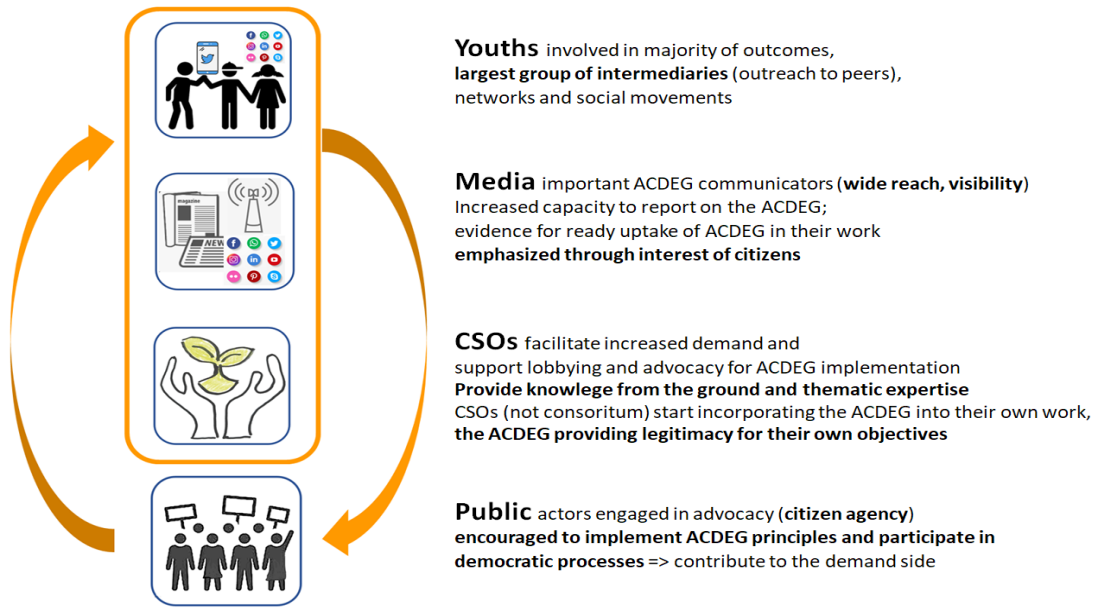 Youths involved in majority of outcomes,
largest group of intermediaries (outreach to peers),
networks and social movements
magazine
NEW
Media important ACDEG communicators (wide reach, visibility)
Increased capacity to report on the ACDEG;
evidence for ready uptake of ACDEG in their work
emphasized through interest of citizens
CSOs facilitate increased demand and
support lobbying and advocacy for ACDEG implementation
Provide knowlege from the ground and thematic expertise
CSOs (not consoritum) start incorporating the ACDEG into their own work,
the ACDEG providing legitimacy for their own objectives
Public actors engaged in advocacy (citizen agency)
encouraged to implement ACDEG principles and participate in
democratic processes => contribute to the demand side